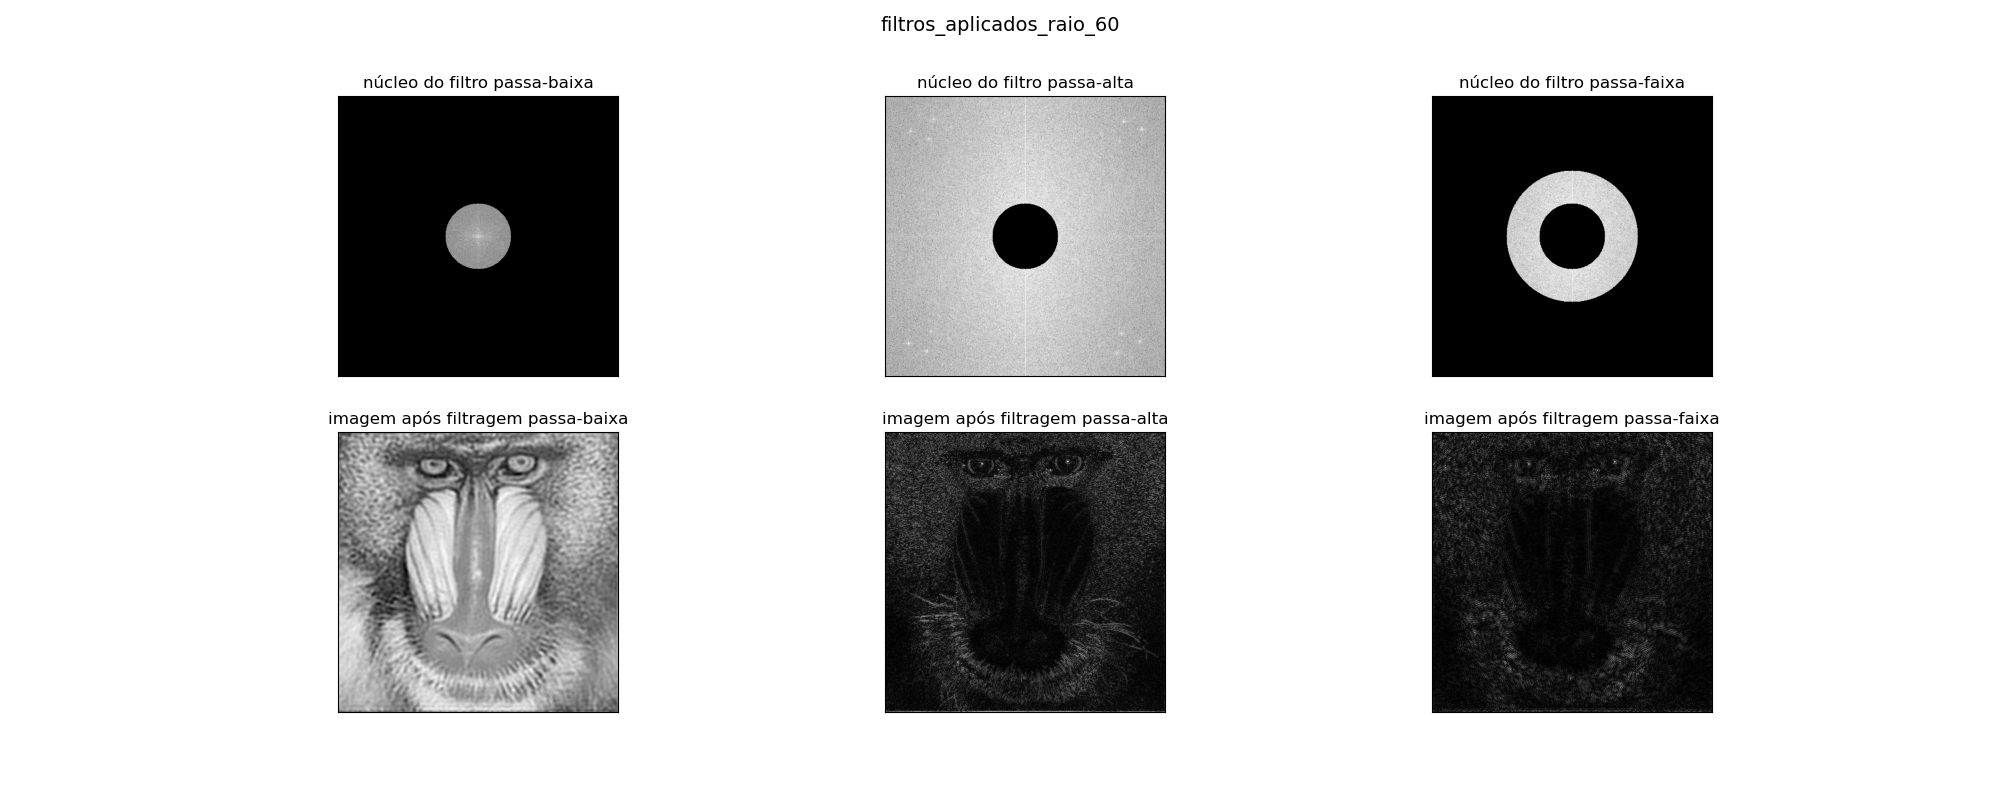 filtros_aplicados_raio_60
núcleo do filtro passa-baixa
núcleo do filtro passa-alta
núcleo do filtro passa-faixa
imagem após filtragem passa-baixa
imagem após filtragem passa-alta
imagem após filtragem passa-faixa